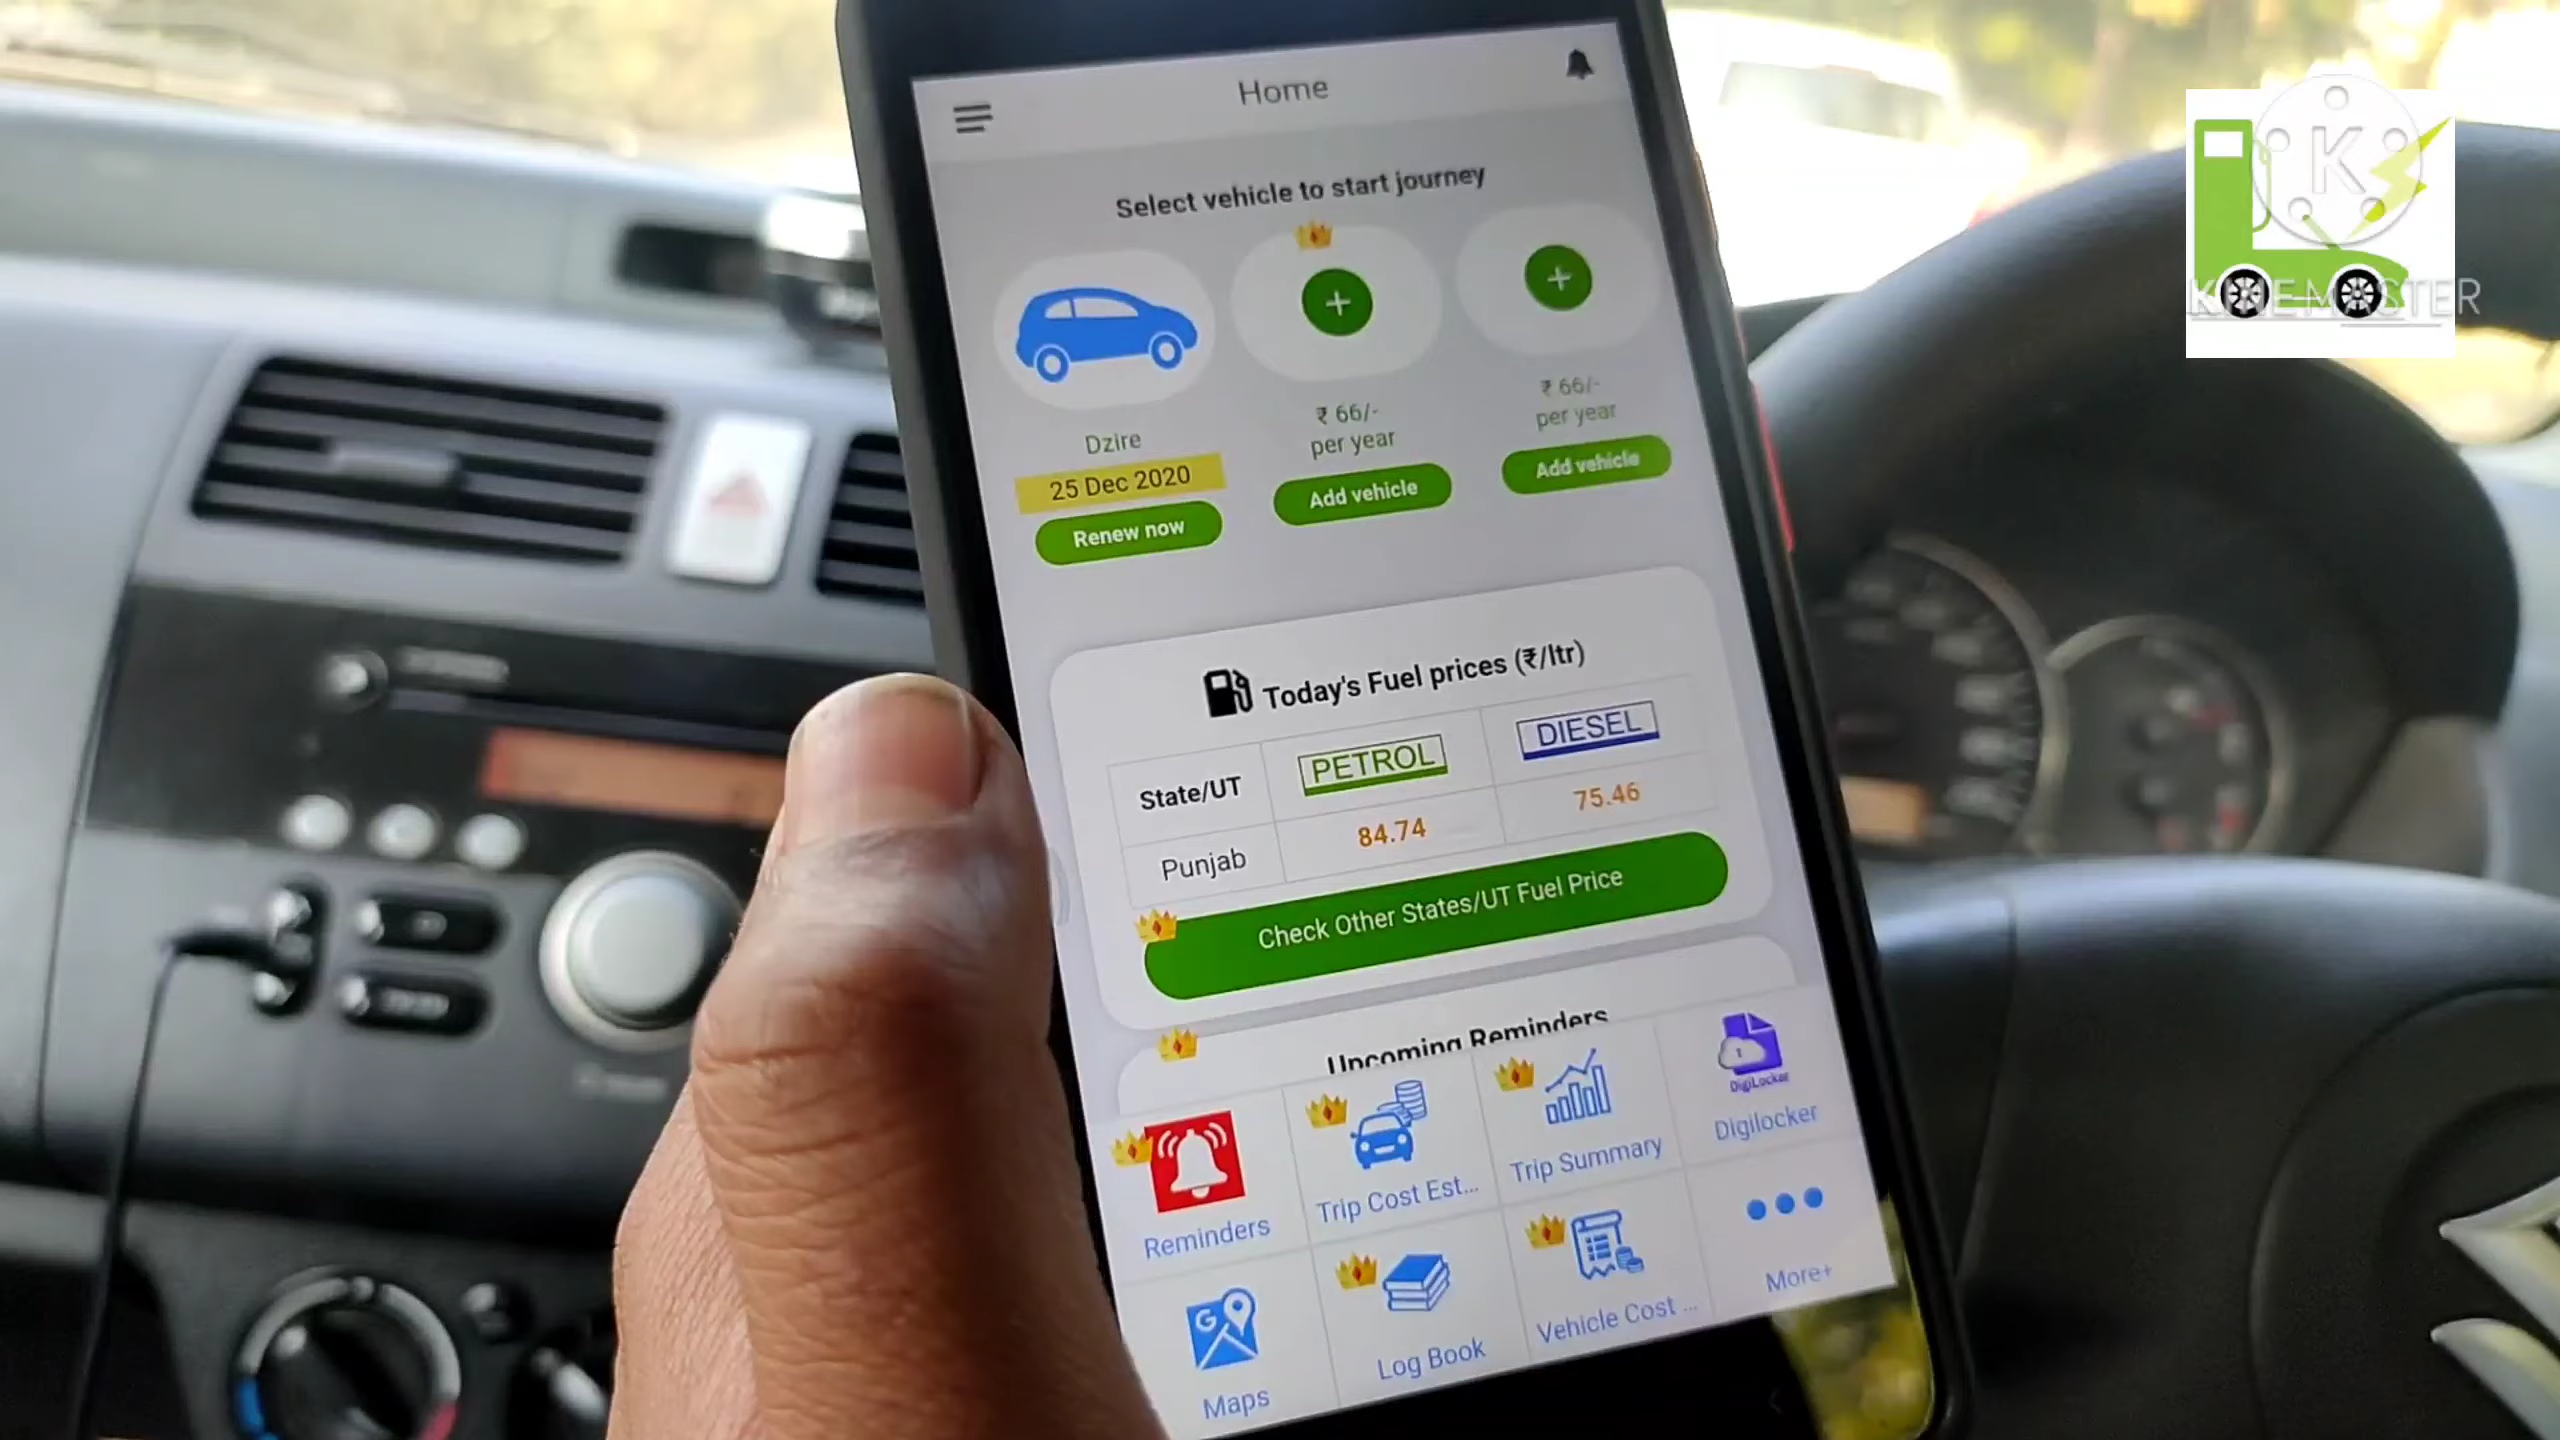 Home
Select vehicle to start journey
Dzire
25 Dec 2020
Renew now
₹ 66/-
per year
Add vehicle
₹ 66/-
per year
Add vehicle
Today's Fuel prices (₹/ltr)
State/UT PETROL DIESEL
Punjab 84.74 75.46
Check Other States/UT Fuel Price
Upcoming Reminders
Reminders
Trip Cost Est...
Trip Summary
DigiLocker
Digilocker
G
Maps
Log Book
Vehicle Cost ...
More+
K
KINEMASTER